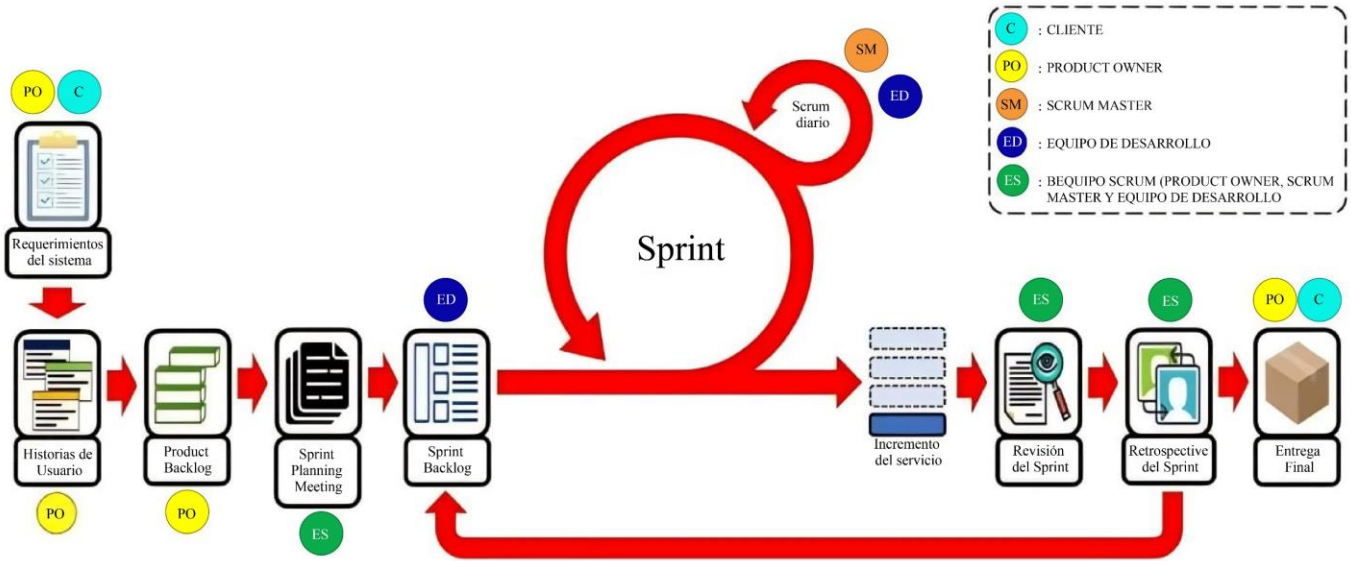 C
: CLIENTE
PO
: PRODUCT OWNER
SM
: SCRUM MASTER
ED
: EQUIPO DE DESARROLLO
ES
: BEQUIPO SCRUM (PRODUCT OWNER, SCRUM
MASTER Y EQUIPO DE DESARROLLO
PO
C
Requerimientos
del sistema
SM
ED
Scrum
diario
Sprint
ED
ES
ES
PO
C
Historias de
Usuario
Product
Backlog
Sprint
Planning
Meeting
Sprint
Backlog
Incremento
del servicio
Revisión
del Sprint
Retrospective
del Sprint
Entrega
Final
PO
PO
ES